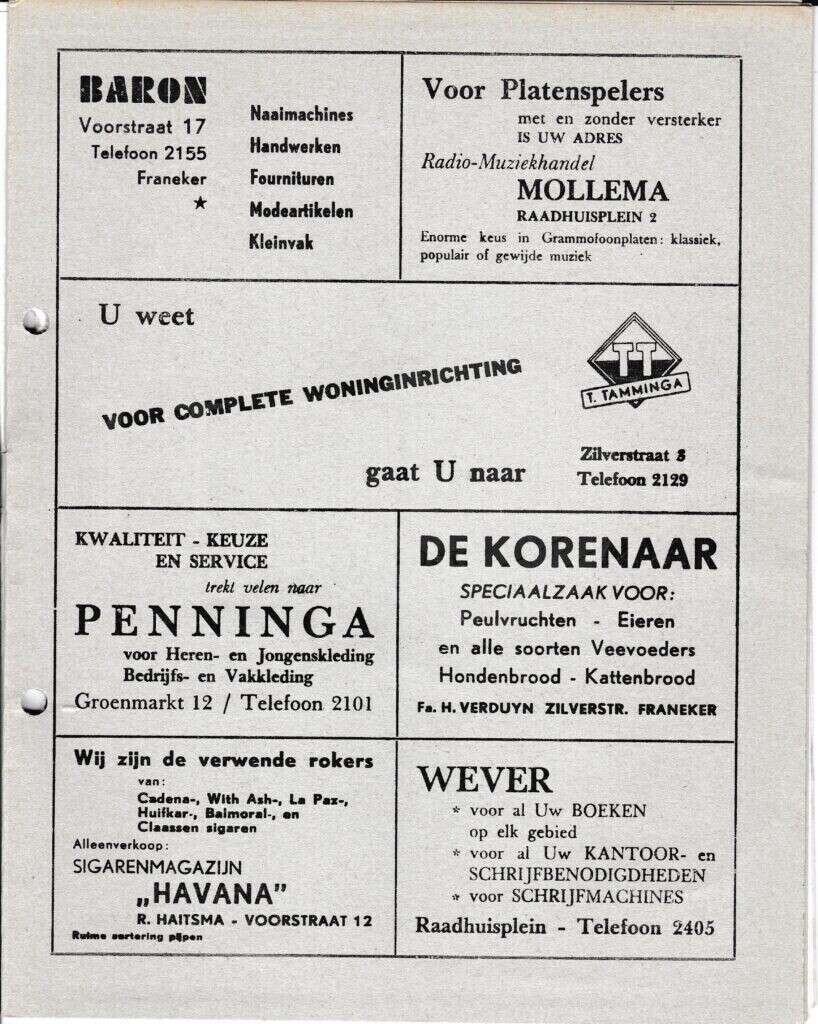 BARON
Voorstraat 17
Telefoon 2155
Franeker
★
Naaimachines
Handwerken
Fournituren
Modeartikelen
Kleinvak
Voor Platenspelers
met en zonder versterker
IS UW ADRES
Radio-Muziekhandel
MOLLEMA
RAADHUISPLEIN 2
Enorme keus in Grammofoonplaten: klassiek,
populair of gewijde muziek
U weet
VOOR COMPLETE WONINGINRICHTING
gaat U naar
TT
T. TAMMINGA
Zilverstraat
Telefoon 2129
KWALITEIT - KEUZE
EN SERVICE
trekt velen naar
PENNINGA
voor Heren- en Jongenskleding
Bedrijfs- en Vakkleding
Groenmarkt 12 / Telefoon 2101
DE KORENAAR
SPECIAALZAAK VOOR:
Peulvruchten - Eieren
en alle soorten Veevoeders
Hondenbrood - Kattenbrood
Fa. H. VERDUYN ZILVERSTR. FRANEKER
Wij zijn de verwende rokers
van:
Cadena-, With Ash-, La Paz-,
Huifkar-, Balmoral-, en
Claassen sigaren
Alleenverkoop:
SIGARENMAGAZIJN
„HAVANA”
R. HAITSMA - VOORSTRAAT 12
Ruime sortering pijpen
WEVER
* voor al Uw BOEKEN
op elk gebied
* voor al Uw KANTOOR- en
SCHRIJFBENODIGDHEDEN
* voor SCHRIJFMACHINES
Raadhuisplein - Telefoon 2405